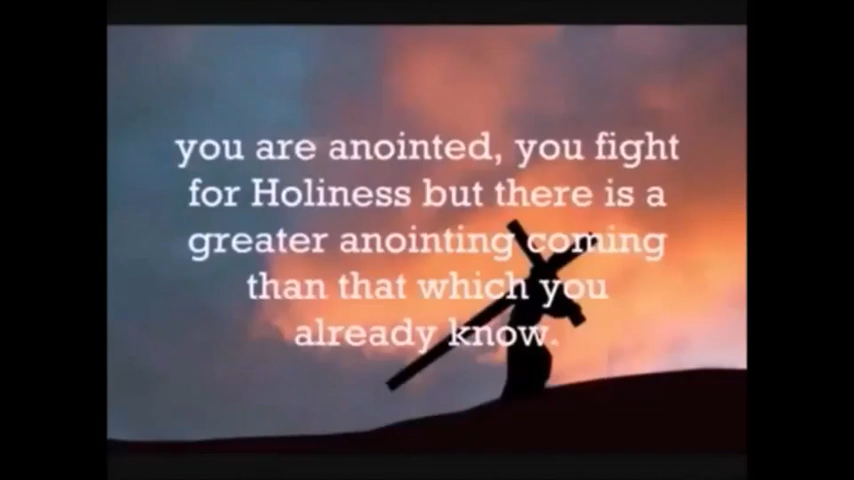 you are anointed, you fight
for Holiness but there is a
greater anointing coming
than that which you
already know.